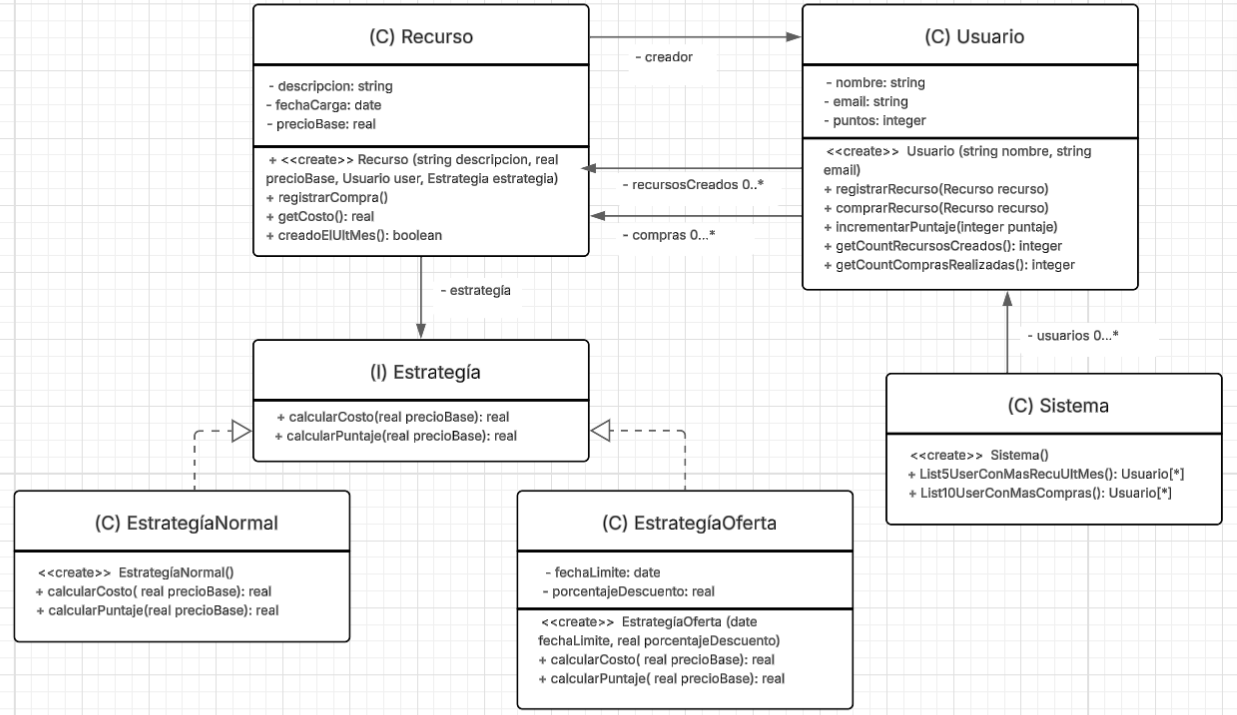 (C) Recurso
- descripcion: string
- fechaCarga: date
- precioBase: real
+ <<create>> Recurso (string descripcion, real
precioBase, Usuario user, Estrategia estrategia)
+ registrarCompra()
+ getCosto(): real
+ creadoElUltMes(): boolean
- creador
(C) Usuario
- nombre: string
- email: string
- puntos: integer
<<create>> Usuario (string nombre, string
email)
+ registrarRecurso(Recurso recurso)
+ comprarRecurso(Recurso recurso)
+ incrementarPuntaje(integer puntaje)
+ getCountRecursosCreados(): integer
+ getCountComprasRealizadas(): integer
- recursosCreados 0..*
- compras 0...*
- estrategía
- usuarios 0...*
(I) Estrategía
+ calcularCosto(real precioBase): real
+ calcularPuntaje(real precioBase): real
(C) Sistema
<<create>> Sistema()
+ List5UserConMasRecuUltMes(): Usuario[*]
+ List10UserConMasCompras(): Usuario[*]
(C) EstrategíaNormal
<<create>> EstrategíaNormal()
+ calcularCosto( real precioBase): real
+ calcularPuntaje(real precioBase): real
(C) EstrategíaOferta
- fechaLimite: date
- porcentajeDescuento: real
<<create>> EstrategíaOferta (date
fechaLimite, real porcentajeDescuento)
+ calcularCosto( real precioBase): real
+ calcularPuntaje( real precioBase): real